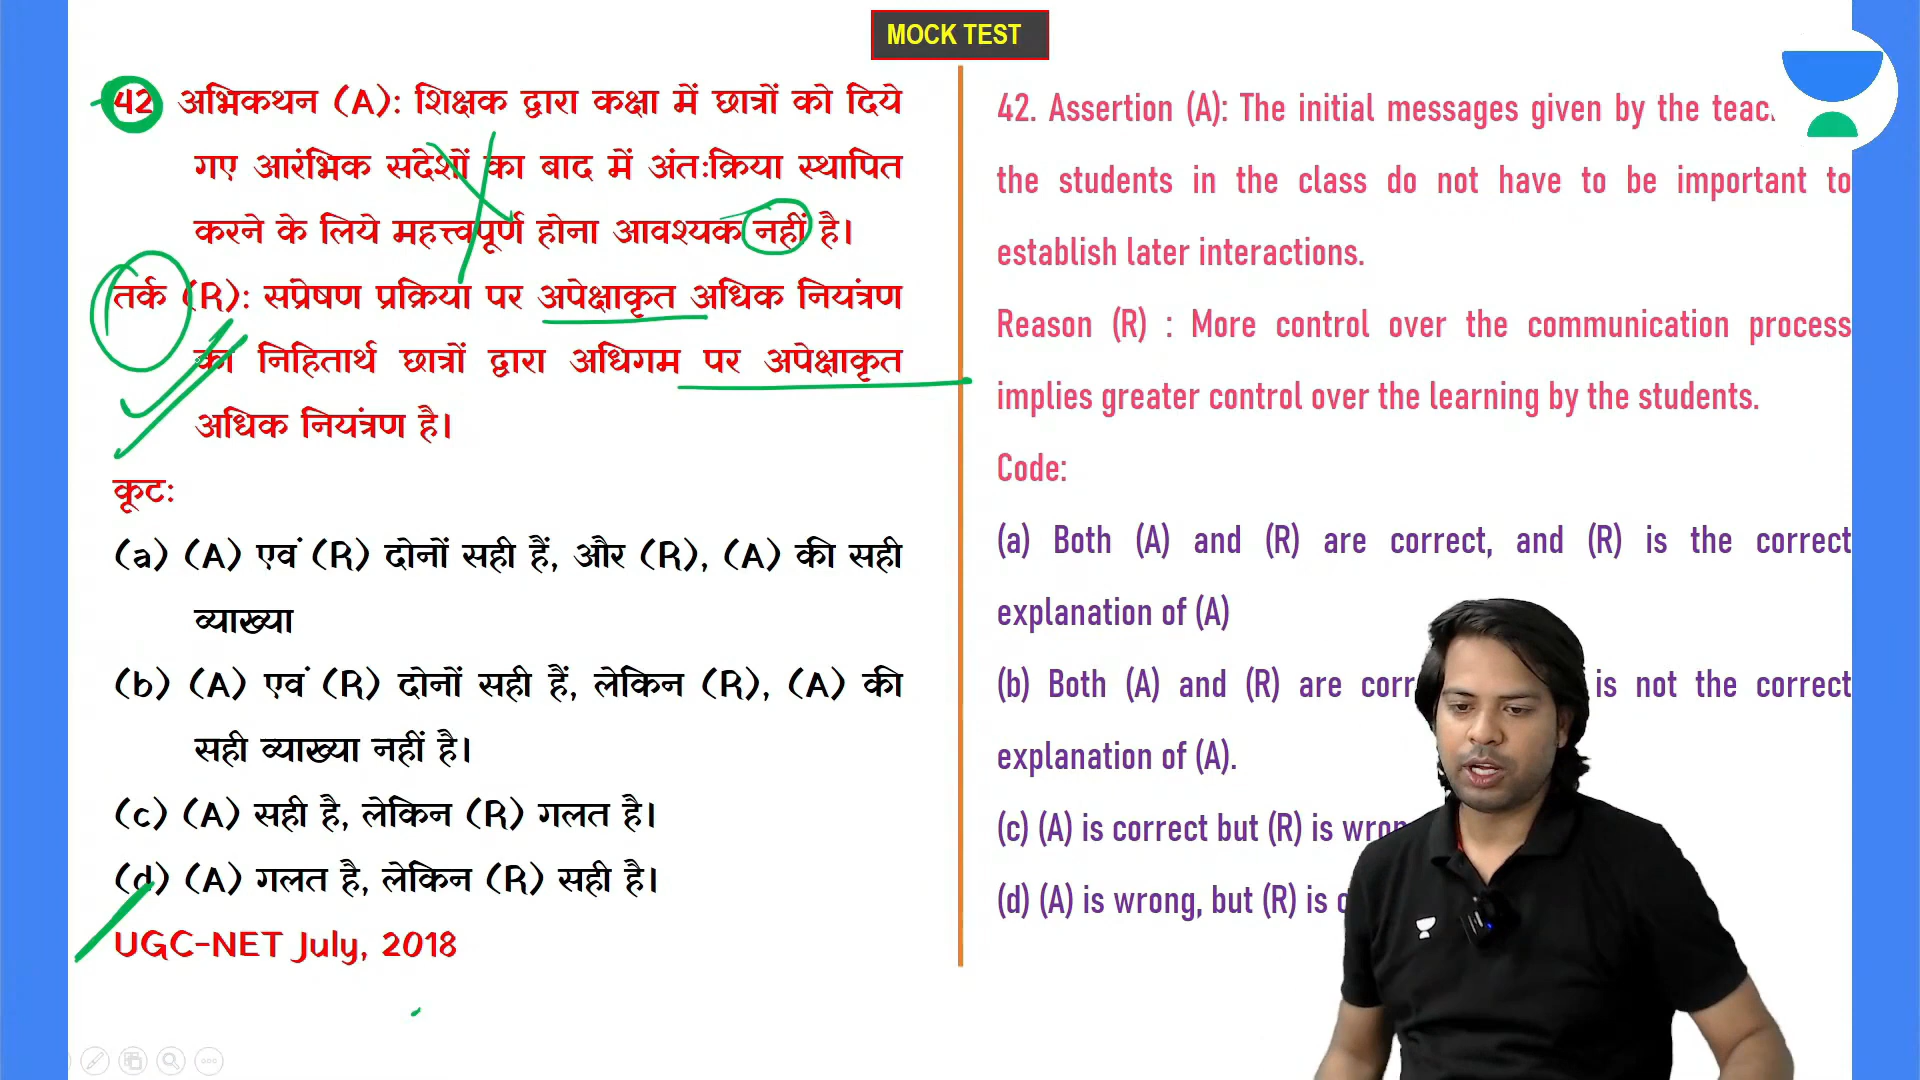 MOCK TEST
42 अभिकथन (A): शिक्षक द्वारा कक्षा में छात्रों को दिये
गए आरंभिक संदेशों का बाद में अंतःक्रिया स्थापित
करने के लिये महत्त्वपूर्ण होना आवश्यक नहीं है।
तर्क (R): संप्रेषण प्रक्रिया पर अपेक्षाकृत अधिक नियंत्रण
का निहितार्थ छात्रों द्वारा अधिगम पर अपेक्षाकृत
अधिक नियंत्रण है।
कूटः
(a) (A) एवं (R) दोनों सही हैं, और (R), (A) की सही
व्याख्या
(b) (A) एवं (R) दोनों सही हैं, लेकिन (R), (A) की
सही व्याख्या नहीं है।
(c) (A) सही है, लेकिन (R) गलत है।
(d) (A) गलत है, लेकिन (R) सही है।
UGC-NET July, 2018
42. Assertion (A): The initial messages given by the
the students in the class do not have to be important to
establish later interactions.
Reason (R) : More control over the communication process
implies greater control over the learning by the students.
Code:
(a) Both (A) and (R) are correct, and (R) is the correct
explanation of (A)
(b) Both (A) and (R) are is not the correct
explanation of (A).
(c) (A) is correct but (R) is
(d) (A) is wrong, but (R) is